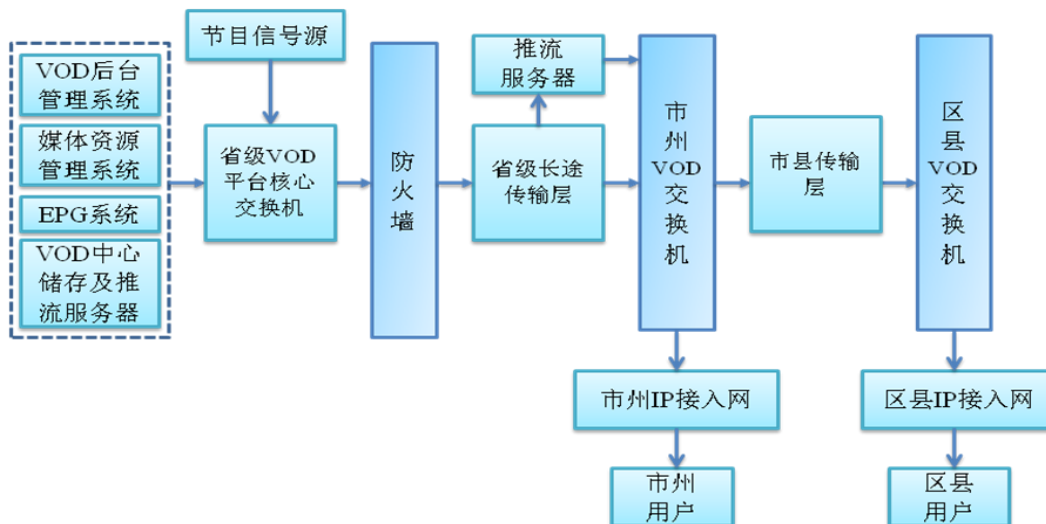 节目信号源
VOD后台
管理系统
媒体资源
管理系统
EPG系统
VOD中心
储存及推
流服务器
省级VOD
平台核心
交换机
防
火
墙
推流
服务器
省级长途
传输层
市
州
VOD
交
换
机
市县传输
层
区
县
VOD
交
换
机
市州IP接入网
区县IP接入网
市州
用户
区县
用户